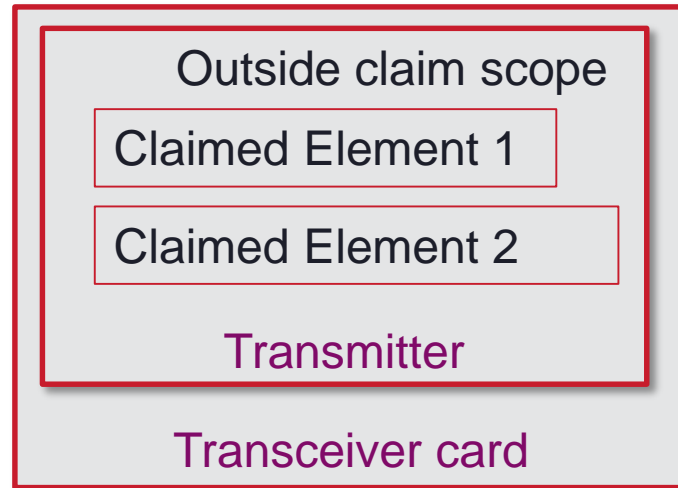 Outside claim scope
Claimed Element 1
Claimed Element 2
Transmitter
Transceiver card